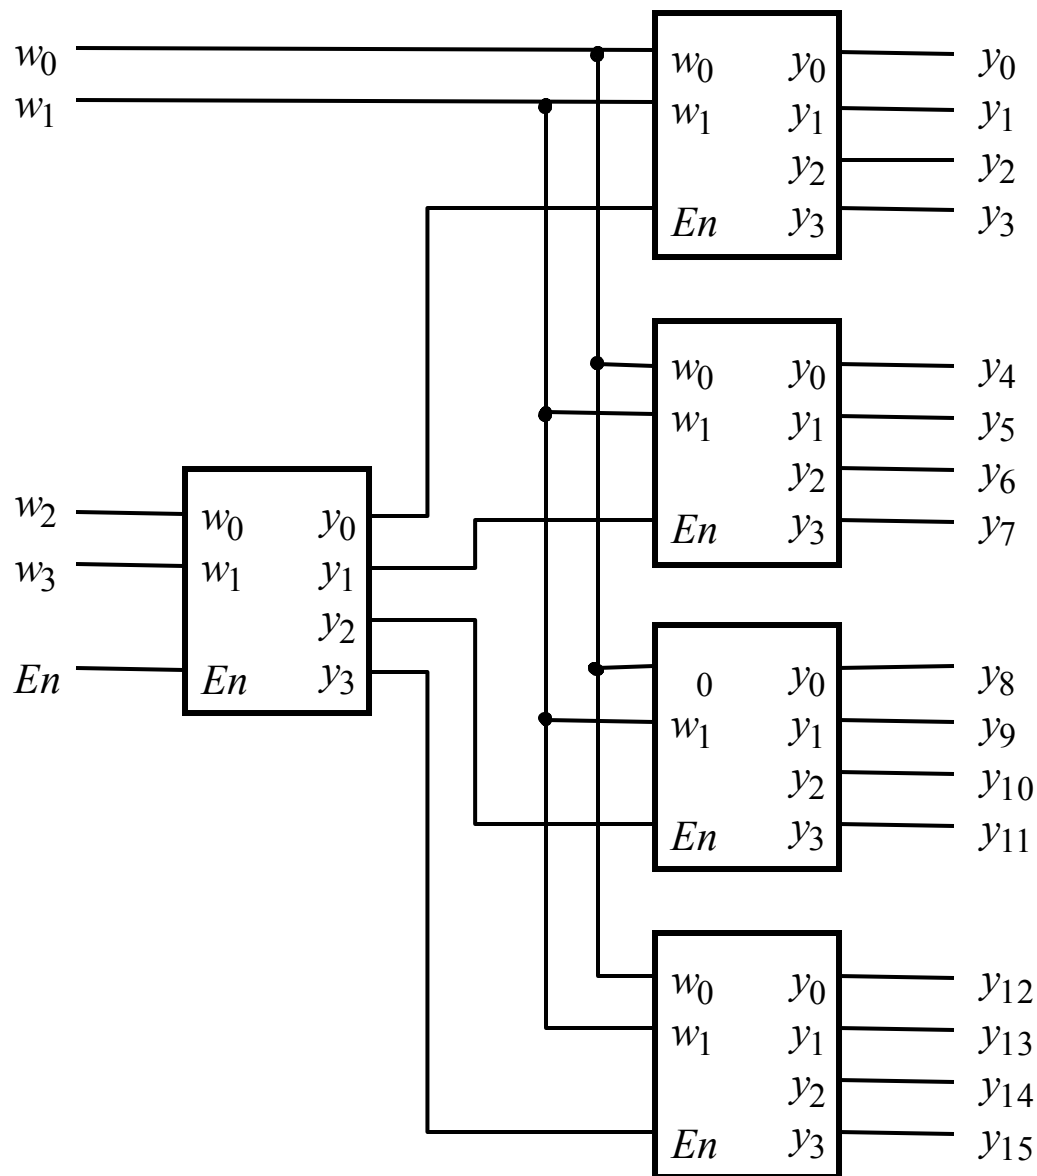 w0 w0 y0 y0
w1 w1 y1 y1
y2 y2
En y3 y3
w0 y0 y4
w1 y1 y5
y2 y6
En y3 y7
w2 w0 y0
w3 w1 y1
y2
En En y3
0 y0 y8
w1 y1 y9
y2 y10
En y3 y11
w0 y0 y12
w1 y1 y13
y2 y14
En y3 y15